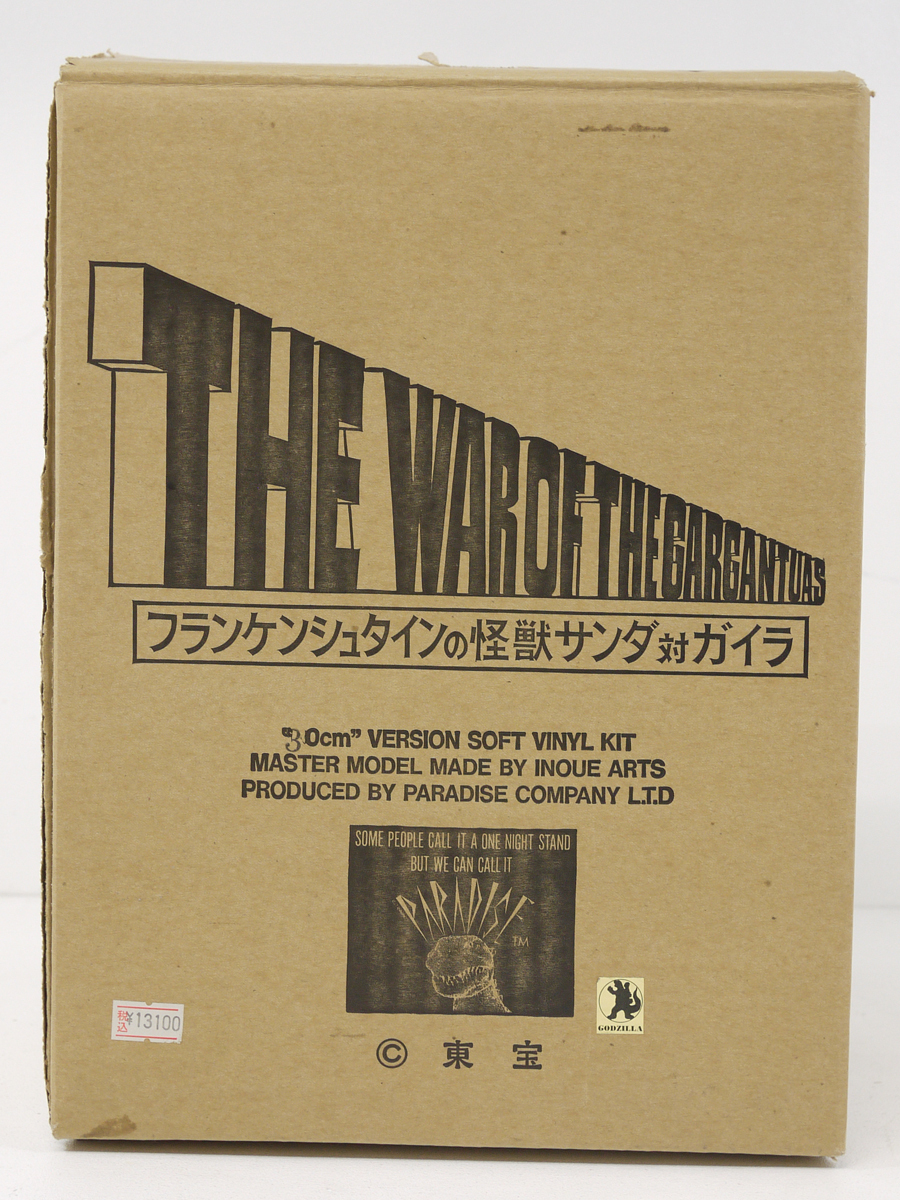 THE WAR OF THE GARGANTUAS
フランケンシュタインの怪獣サンダ対ガイラ
"30cm" VERSION SOFT VINYL KIT
MASTER MODEL MADE BY INOUE ARTS
PRODUCED BY PARADISE COMPANY L.T.D
SOME PEOPLE CALL IT A ONE NIGHT STAND
BUT WE CAN CALL IT
PARADISE
TM
GODZILLA
税込 ¥13100
© 東宝